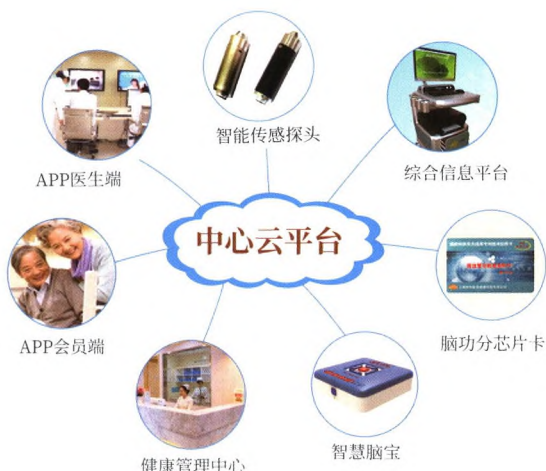 智能传感探头
APP医生端
综合信息平台
中心云平台
APP会员端
脑功分芯片卡
智慧脑宝
健康管理中心